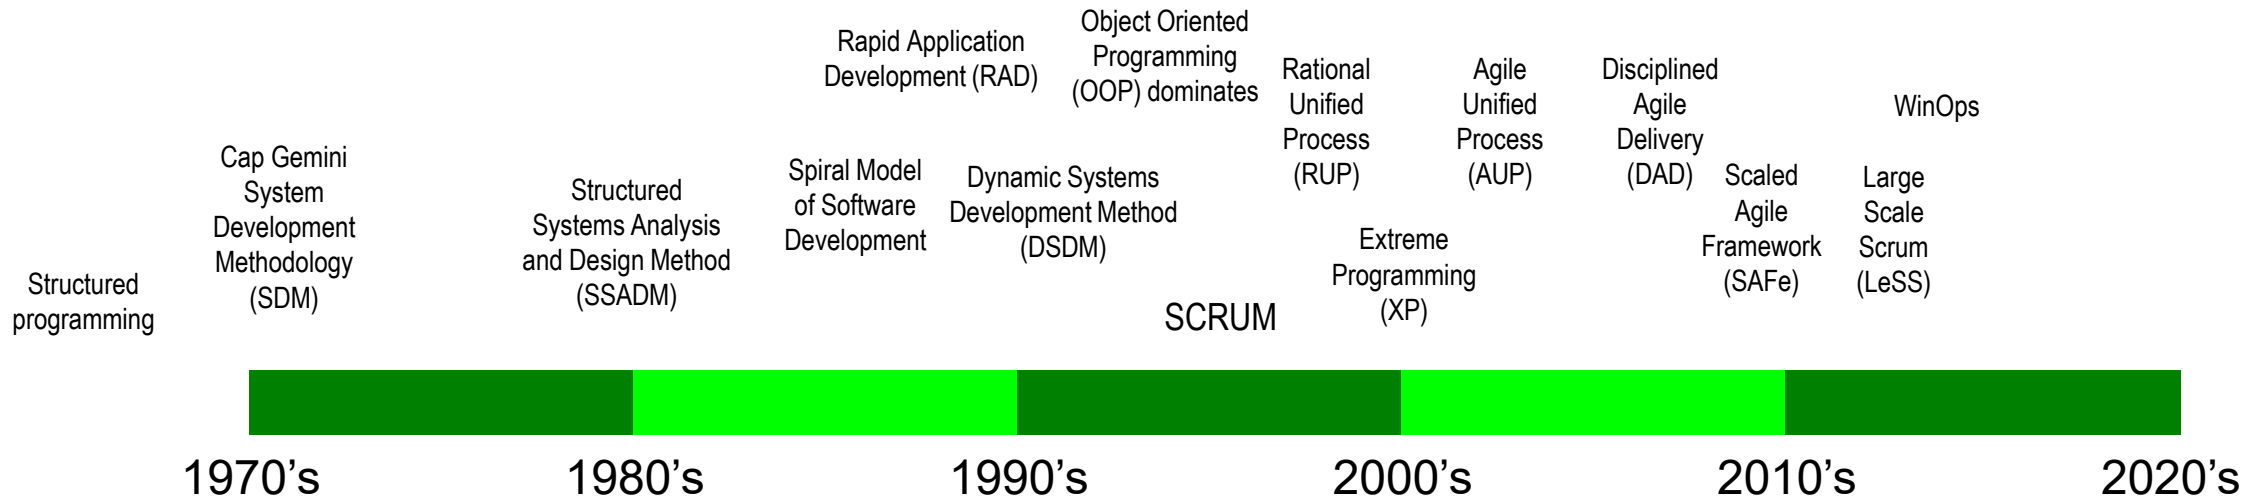 Structured
programming
Cap Gemini
System
Development
Methodology
(SDM)
Structured
Systems Analysis
and Design Method
(SSADM)
Rapid Application
Development (RAD)
Spiral Model
of Software
Development
Object Oriented
Programming
(OOP) dominates
Dynamic Systems
Development Method
(DSDM)
SCRUM
Rational
Unified
Process
(RUP)
Extreme
Programming
(XP)
Agile
Unified
Process
(AUP)
Disciplined
Agile
Delivery
(DAD)
Scaled
Agile
Framework
(SAFe)
Large
Scale
Scrum
(LeSS)
WinOps
1970’s
1980’s
1990’s
2000’s
2010’s
2020’s